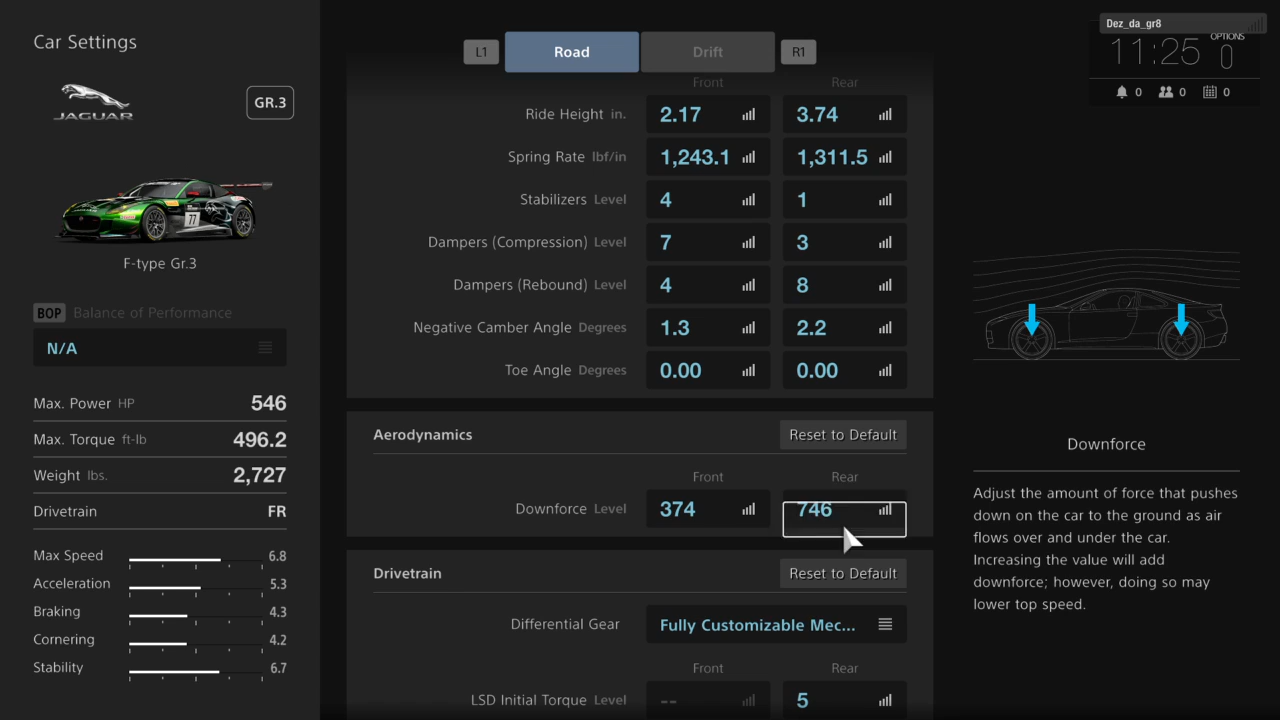 Car Settings
JAGUAR
GR.3
77
F-type Gr.3
BOP Balance of Performance
N/A
Max. Power HP 546
Max. Torque ft-lb 496.2
Weight lbs. 2,727
Drivetrain FR
Max Speed 6.8
Acceleration 5.3
Braking 4.3
Cornering 4.2
Stability 6.7
L1 Road Drift R1
Front Rear
Ride Height in. 2.17 3.74
Spring Rate lbf/in 1,243.1 1,311.5
Stabilizers Level 4 1
Dampers (Compression) Level 7 3
Dampers (Rebound) Level 4 8
Negative Camber Angle Degrees 1.3 2.2
Toe Angle Degrees 0.00 0.00
Aerodynamics Reset to Default
Front Rear
Downforce Level 374 746
Drivetrain Reset to Default
Differential Gear Fully Customizable Mec...
Front Rear
LSD Initial Torque Level -- 5
Dez_da_gr8
11:25 OPTIONS
0 0 0
Downforce
Adjust the amount of force that pushes
down on the car to the ground as air
flows over and under the car.
Increasing the value will add
downforce; however, doing so may
lower top speed.